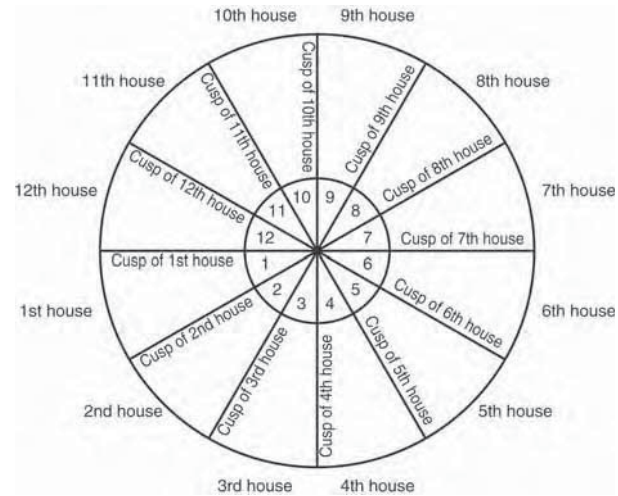 10th house
9th house
11th house
8th house
12th house
7th house
1st house
6th house
2nd house
5th house
3rd house
4th house
Cusp of 10th house
Cusp of 9th house
Cusp of 11th house
Cusp of 8th house
Cusp of 12th house
Cusp of 7th house
Cusp of 1st house
Cusp of 6th house
Cusp of 2nd house
Cusp of 5th house
Cusp of 3rd house
Cusp of 4th house
10
9
11
8
12
7
1
6
2
5
3
4